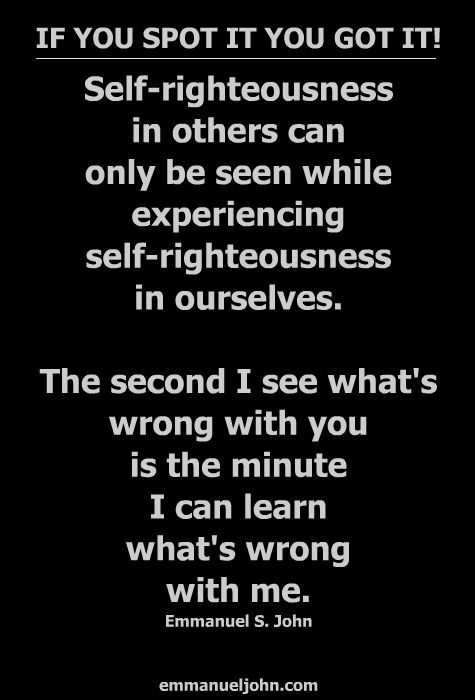 IF YOU SPOT IT YOU GOT IT!
Self-righteousness
in others can
only be seen while
experiencing
self-righteousness
in ourselves.
The second I see what's
wrong with you
is the minute
I can learn
what's wrong
with me.
Emmanuel S. John
emmanueljohn.com